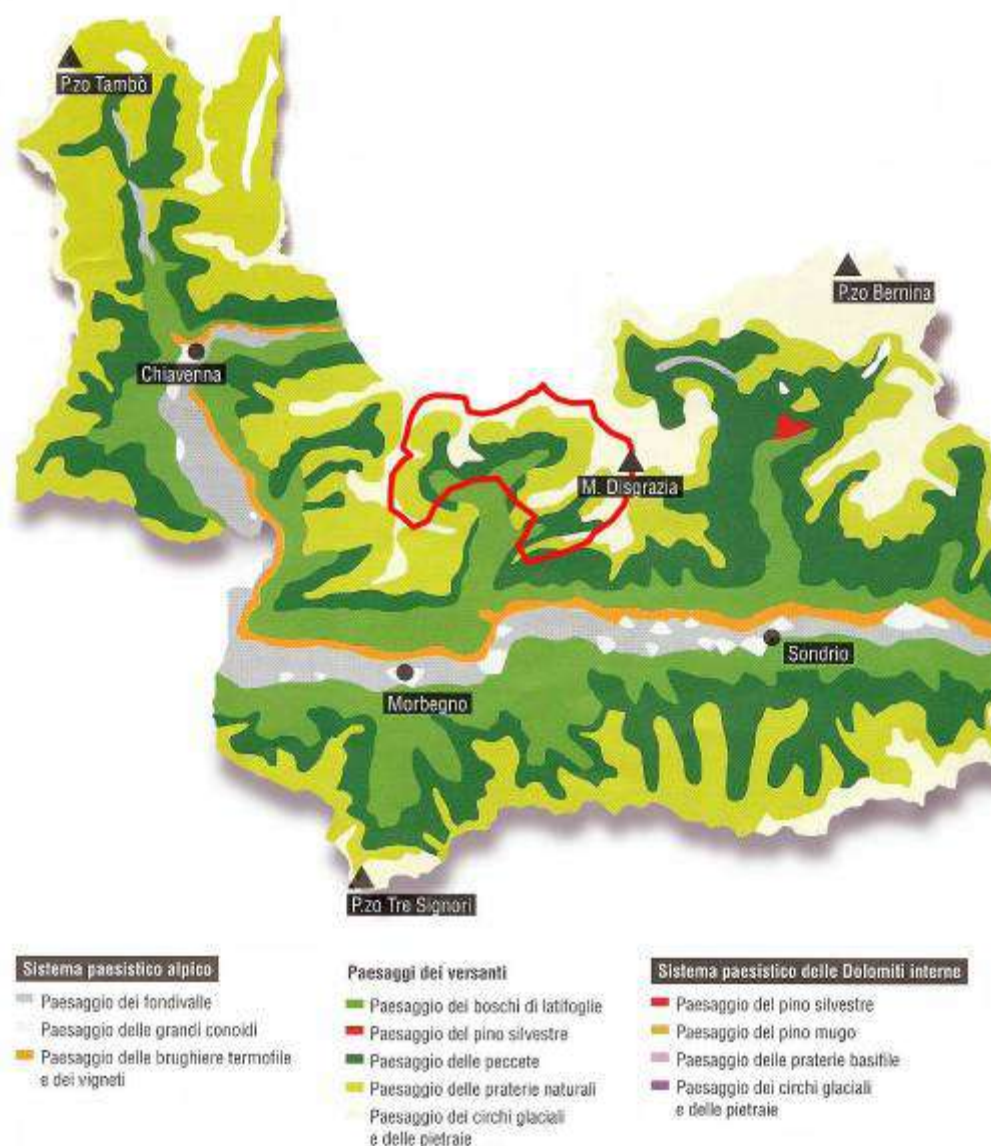 P.zo Tambò
P.zo Bernina
Chiavenna
M. Disgrazia
Sondrio
Morbegno
P.zo Tre Signori
Sistema paesistico alpico
Paesaggio dei fondivalle
Paesaggio delle grandi conoidi
Paesaggio delle brughiere termofile
e dei vigneti
Paesaggi dei versanti
Paesaggio dei boschi di latifoglie
Paesaggio del pino silvestre
Paesaggio delle peccete
Paesaggio delle praterie naturali
Paesaggio dei circhi glaciali
e delle pietraie
Sistema paesistico delle Dolomiti interne
Paesaggio del pino silvestre
Paesaggio del pino mugo
Paesaggio delle praterie basifile
Paesaggio dei circhi glaciali
e delle pietraie